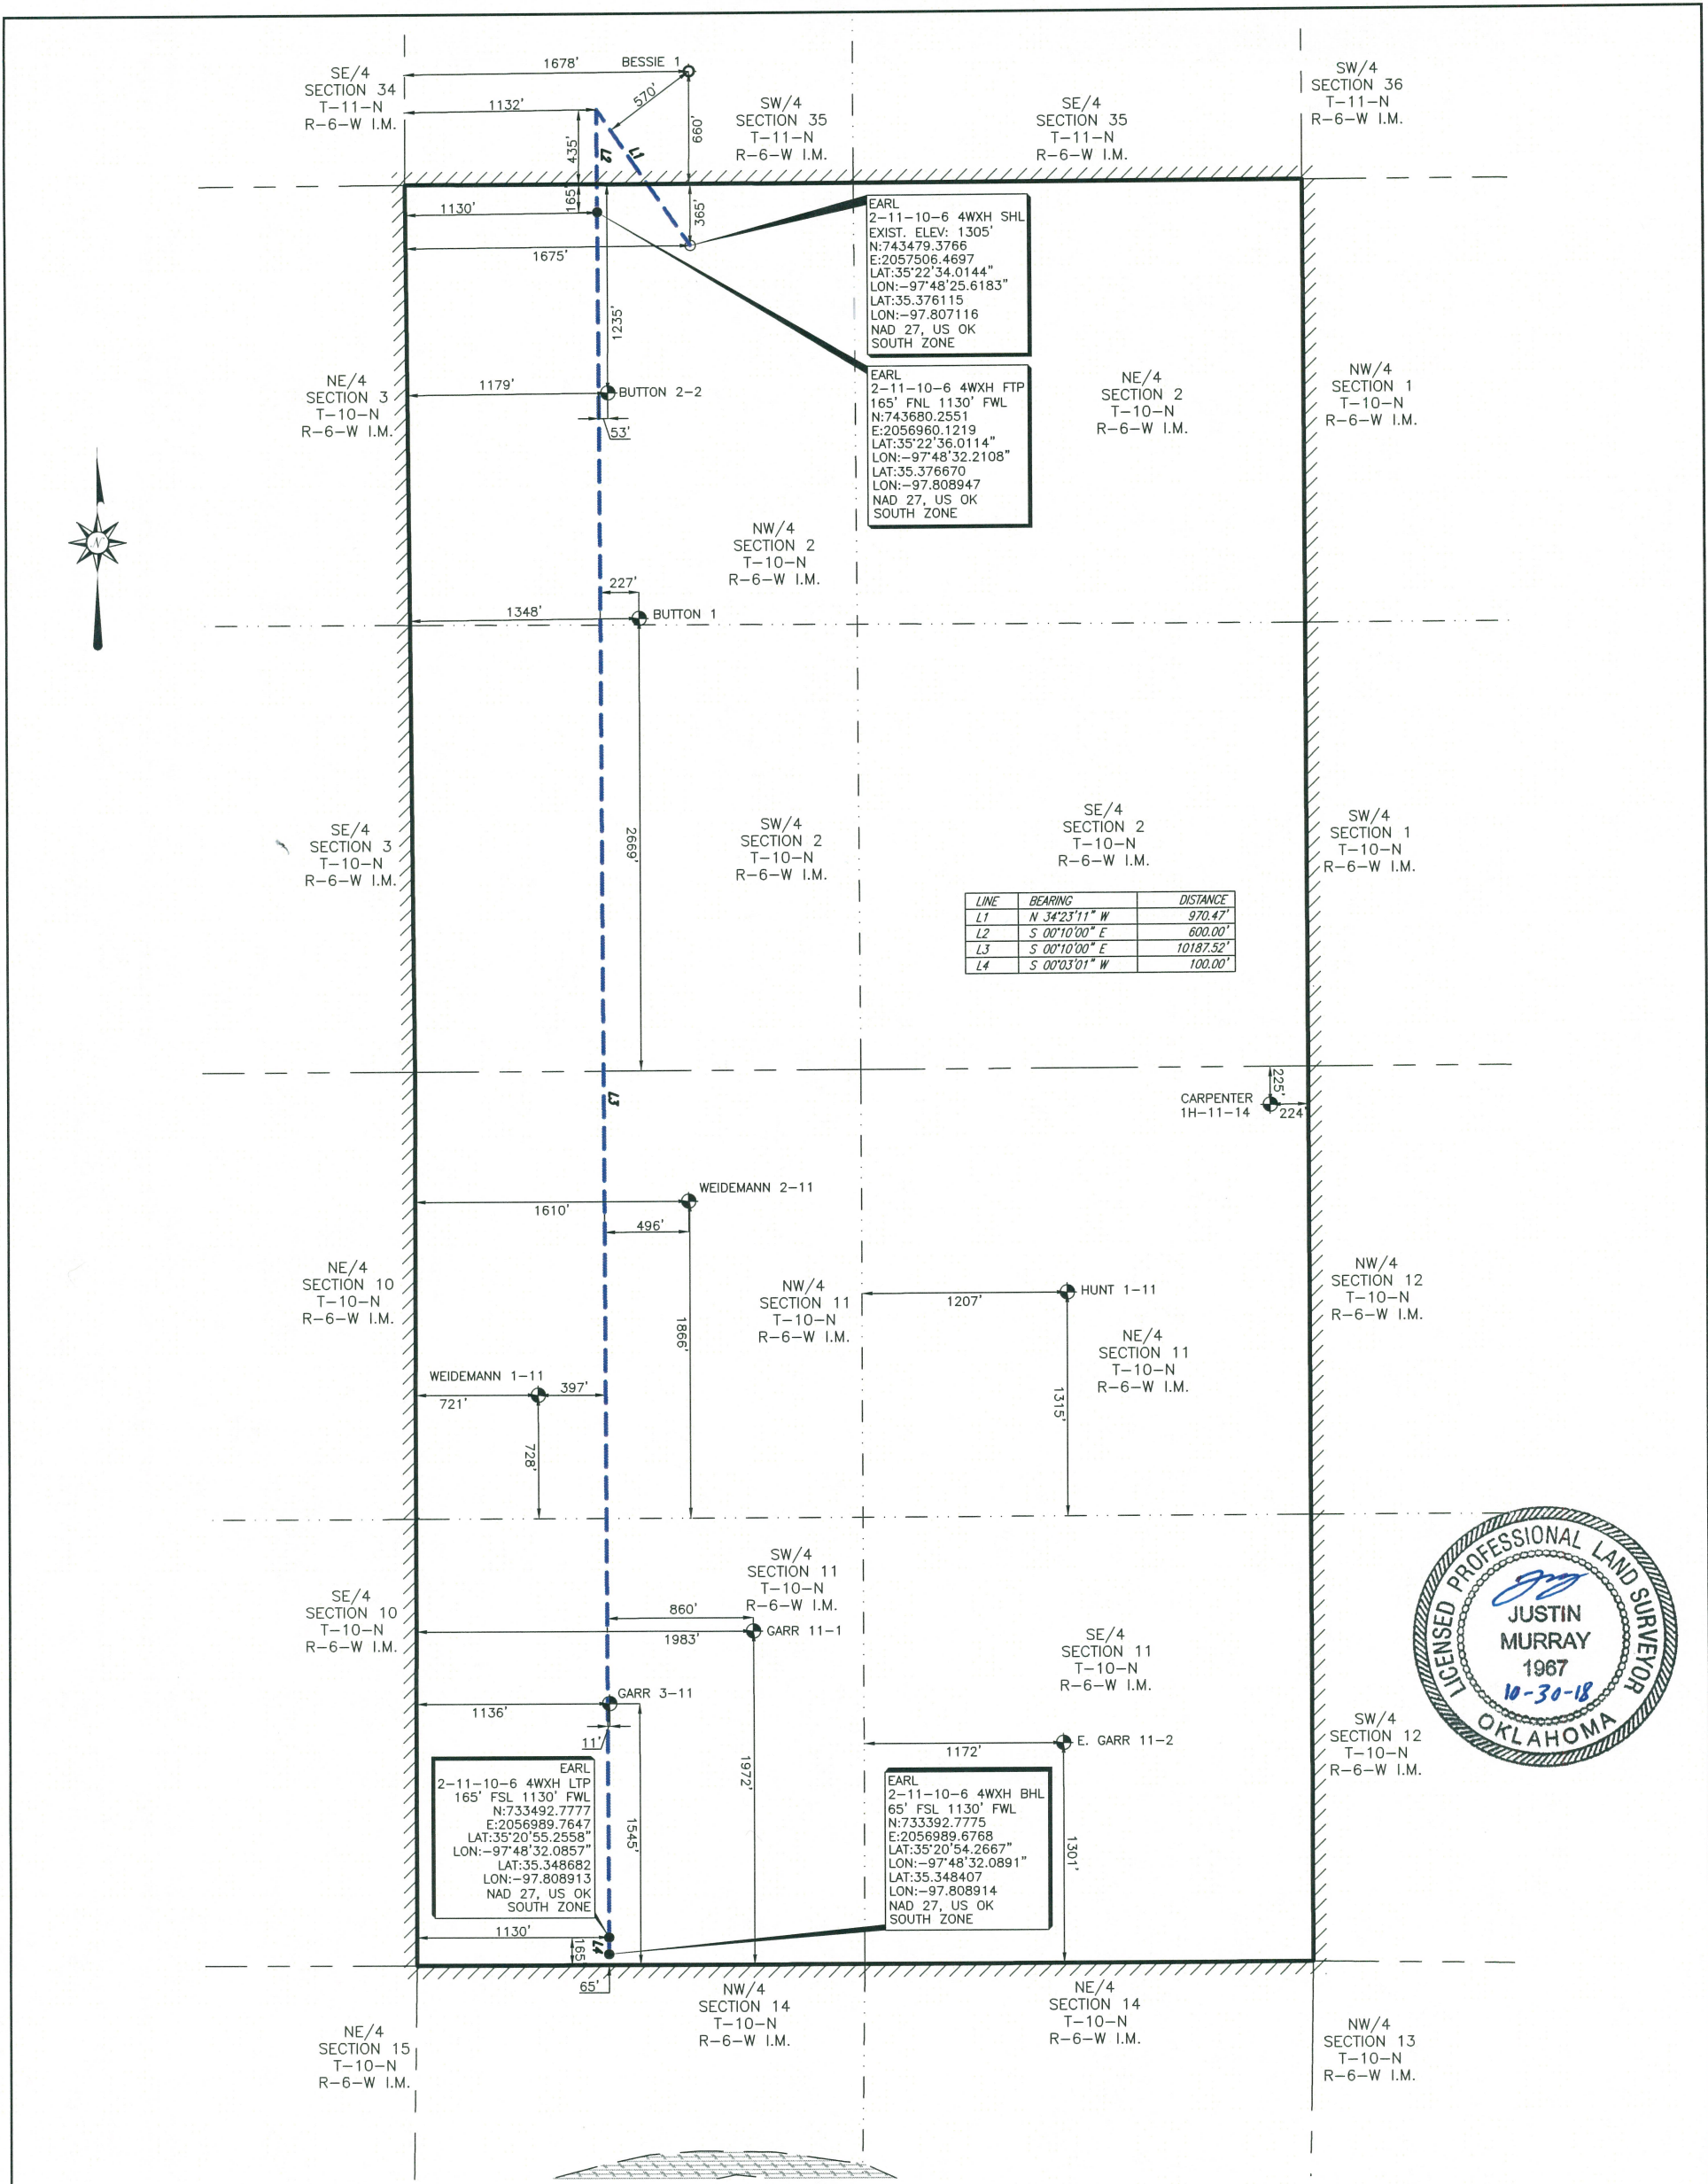 1678'
BESSIE 1
SE/4
SECTION 34
T-11-N
R-6-W I.M.
1132'
570'
660'
435'
L2
L1
SW/4
SECTION 35
T-11-N
R-6-W I.M.
SE/4
SECTION 35
T-11-N
R-6-W I.M.
SW/4
SECTION 36
T-11-N
R-6-W I.M.
165'
1130'
365'
1675'
EARL
2-11-10-6 4WXH SHL
EXIST. ELEV: 1305'
N:743479.3766
E:2057506.4697
LAT:35°22'34.0144"
LON:-97°48'25.6183"
LAT:35.376115
LON:-97.807116
NAD 27, US OK
SOUTH ZONE
1235'
EARL
2-11-10-6 4WXH FTP
165' FNL 1130' FWL
N:743680.2551
E:2056960.1219
LAT:35°22'36.0114"
LON:-97°48'32.2108"
LAT:35.376670
LON:-97.808947
NAD 27, US OK
SOUTH ZONE
NE/4
SECTION 3
T-10-N
R-6-W I.M.
1179'
BUTTON 2-2
53'
NE/4
SECTION 2
T-10-N
R-6-W I.M.
NW/4
SECTION 1
T-10-N
R-6-W I.M.
N
NW/4
SECTION 2
T-10-N
R-6-W I.M.
227'
1348'
BUTTON 1
2669'
SE/4
SECTION 3
T-10-N
R-6-W I.M.
SW/4
SECTION 2
T-10-N
R-6-W I.M.
SE/4
SECTION 2
T-10-N
R-6-W I.M.
SW/4
SECTION 1
T-10-N
R-6-W I.M.
LINE BEARING DISTANCE
L1 N 34°23'11" W 970.47'
L2 S 00°10'00" E 600.00'
L3 S 00°10'00" E 10187.52'
L4 S 00°03'01" W 100.00'
L3
225'
CARPENTER
1H-11-14
224'
WEIDEMANN 2-11
1610'
496'
1866'
NE/4
SECTION 10
T-10-N
R-6-W I.M.
NW/4
SECTION 11
T-10-N
R-6-W I.M.
1207'
HUNT 1-11
NE/4
SECTION 11
T-10-N
R-6-W I.M.
1315'
NW/4
SECTION 12
T-10-N
R-6-W I.M.
WEIDEMANN 1-11
721'
397'
728'
SW/4
SECTION 11
T-10-N
R-6-W I.M.
SE/4
SECTION 10
T-10-N
R-6-W I.M.
860'
1983'
GARR 11-1
SE/4
SECTION 11
T-10-N
R-6-W I.M.
LICENSED PROFESSIONAL LAND SURVEYOR
JUSTIN
MURRAY
1967
10-30-18
OKLAHOMA
GARR 3-11
1136'
11'
1972'
1545'
1172'
E. GARR 11-2
1301'
SW/4
SECTION 12
T-10-N
R-6-W I.M.
EARL
2-11-10-6 4WXH LTP
165' FSL 1130' FWL
N:733492.7777
E:2056989.7647
LAT:35°20'55.2558"
LON:-97°48'32.0857"
LAT:35.348682
LON:-97.808913
NAD 27, US OK
SOUTH ZONE
EARL
2-11-10-6 4WXH BHL
65' FSL 1130' FWL
N:733392.7775
E:2056989.6768
LAT:35°20'54.2667"
LON:-97°48'32.0891"
LAT:35.348407
LON:-97.808914
NAD 27, US OK
SOUTH ZONE
1130'
165'
L4
65'
NW/4
SECTION 14
T-10-N
R-6-W I.M.
NE/4
SECTION 14
T-10-N
R-6-W I.M.
NE/4
SECTION 15
T-10-N
R-6-W I.M.
NW/4
SECTION 13
T-10-N
R-6-W I.M.